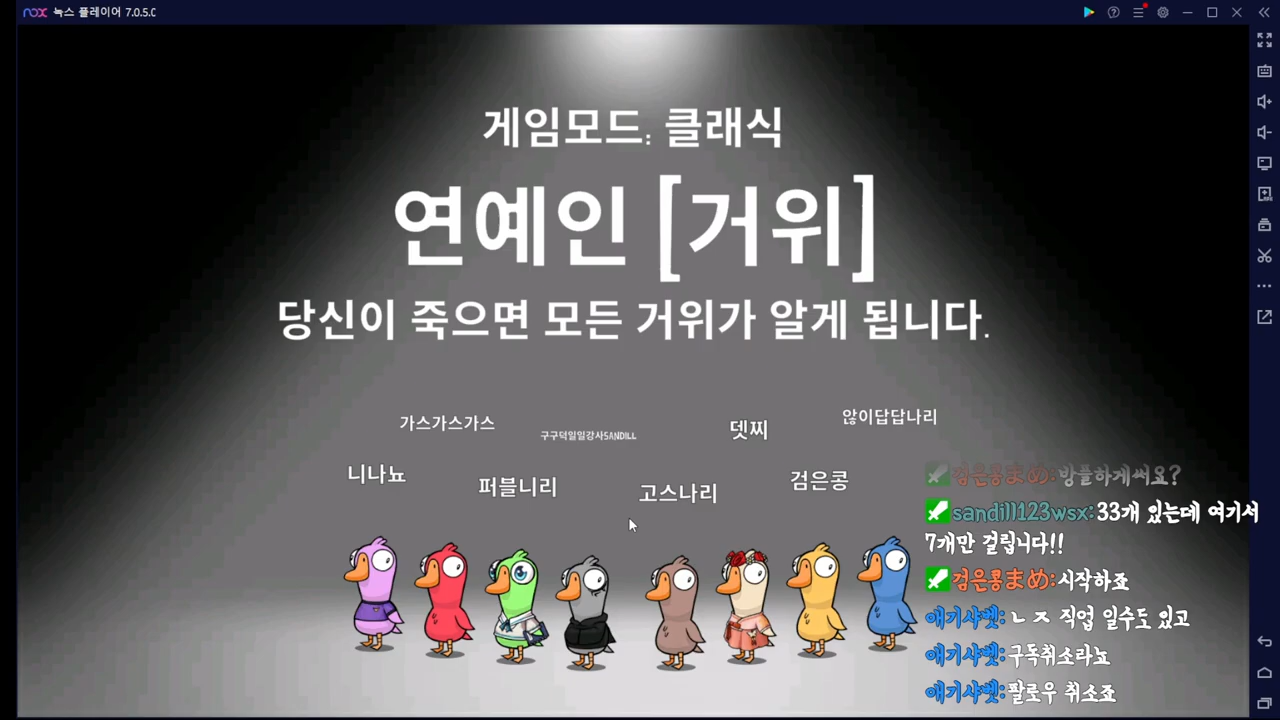 nox 녹스 플레이어 7.0.5.C
게임모드: 클래식
연예인 [거위]
당신이 죽으면 모든 거위가 알게 됩니다.
가스가스가스
구구덕일일강사SANDILL
뎃찌
않이답답나리
니나뇨
퍼블니리
고스나리
검은콩
검은콩まめ:방플하게써요?
sandill123wsx:33개 있는데 여기서
7개만 걸립니다!!
검은콩まめ:시작하죠
애기샤벳:ㄴㅈ 직업 일수도 있고
애기샤벳:구독취소라뇨
애기샤벳:팔로우 취소죠